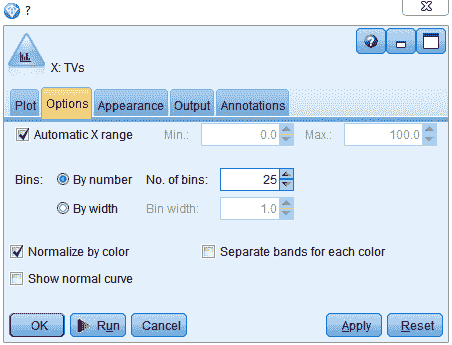 ?
X: TVs
Plot Options Appearance Output Annotations
Automatic X range Min.: 0.0 Max.: 100.0
Bins: By number No. of bins: 25
By width Bin width: 1.0
Normalize by color Separate bands for each color
Show normal curve
OK Run Cancel Apply Reset